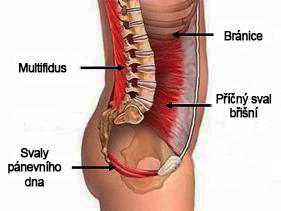 Bránice
Multifidus
Příčný sval
břišní
Svaly
pánevního
dna